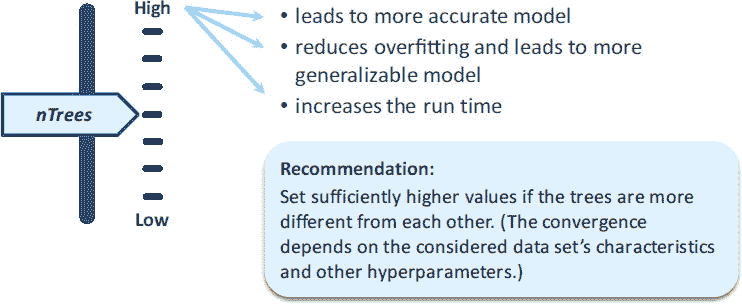 High
• leads to more accurate model
• reduces overfitting and leads to more
generalizable model
• increases the run time
nTrees
Low
Recommendation:
Set sufficiently higher values if the trees are more
different from each other. (The convergence
depends on the considered data set's characteristics
and other hyperparameters.)